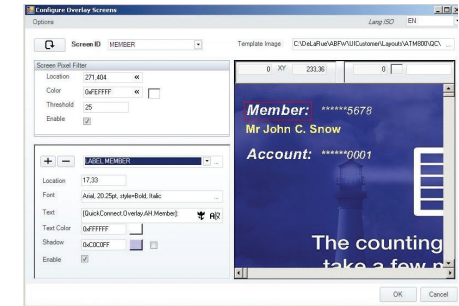 Configure Overlay Screens
Options
Lang ISO EN
Screen ID MEMBER
Template Image C:\DeLaRue\ABFw\UICustomer\Layouts\ATM800\QC\ ...
Screen Pixel Filter
Location 271,404 «
Color 0xFEFFFF «
Threshold 25
Enable
0 XY 233,36 0
LABEL MEMBER ...
Location 17,33
Font Arial, 20.25pt, style=Bold, Italic ...
Text [QuickConnect.Overlay.AH.Member]:
Text Color 0xFFFFFF
Shadow 0xC0C0FF
Enable
Member: *****5678
Mr John C. Snow
Account: *****0001
The counting
take a few m
OK Cancel